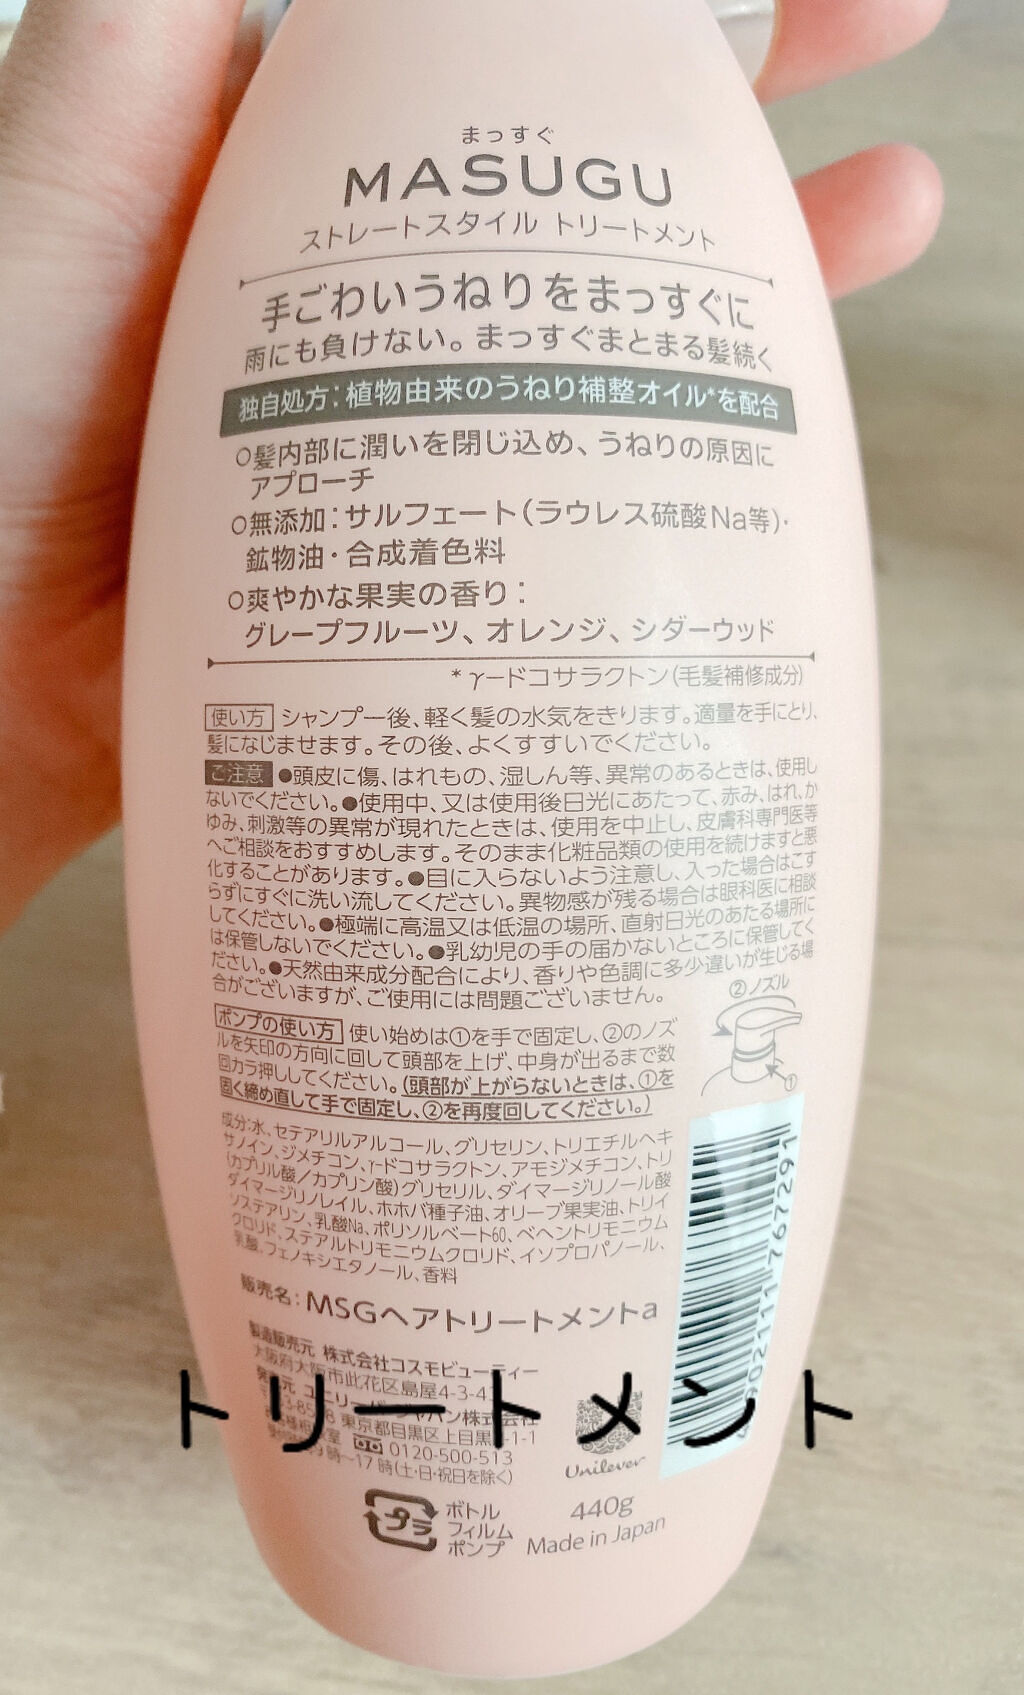 まっすぐ
MASUGU
ストレートスタイル トリートメント
手ごわいうねりをまっすぐに
雨にも負けない。まっすぐまとまる髪続く
独自処方：植物由来のうねり補整オイル*を配合
○髪内部に潤いを閉じ込め、うねりの原因に
アプローチ
○無添加：サルフェート（ラウレス硫酸Na等）・
鉱物油・合成着色料
○爽やかな果実の香り：
グレープフルーツ、オレンジ、シダーウッド
* γードコサラクトン（毛髪補修成分）
使い方 シャンプー後、軽く髪の水気をきります。適量を手にとり、
髪になじませます。その後、よくすすいでください。
ご注意 ●頭皮に傷、はれもの、湿しん等、異常のあるときは、使用し
ないでください。●使用中、又は使用後日光にあたって、赤み、はれ、か
ゆみ、刺激等の異常が現れたときは、使用を中止し、皮膚科専門医等
へご相談をおすすめします。そのまま化粧品類の使用を続けますと悪
化することがあります。●目に入らないよう注意し、入った場合はこす
らずにすぐに洗い流してください。異物感が残る場合は眼科医に相談
してください。●極端に高温又は低温の場所、直射日光のあたる場所に
は保管しないでください。●乳幼児の手の届かないところに保管してく
ださい。●天然由来成分配合により、香りや色調に多少違いが生じる場
合がございますが、ご使用には問題ございません。
②ノズル
①
ポンプの使い方 使い始めは①を手で固定し、②のノズ
ルを矢印の方向に回して頭部を上げ、中身が出るまで数
回カラ押ししてください。（頭部が上がらないときは、①を
固く締め直して手で固定し、②を再度回してください。）
成分：水、セテアリルアルコール、グリセリン、トリエチルヘキ
サノイン、ジメチコン、γ-ドコサラクトン、アモジメチコン、トリ
（カプリル酸／カプリン酸）グリセリル、ダイマージリノール酸
ダイマージリノレイル、ホホバ種子油、オリーブ果実油、トリイ
ソステアリン、乳酸Na、ポリソルベート60、ベヘントリモニウム
クロリド、ステアルトリモニウムクロリド、イソプロパノール、
乳酸、フェノキシエタノール、香料
販売名：MSGヘアトリートメントa
製造販売元 株式会社コスモビューティー
大阪府大阪市此花区島屋4-3-4
発売元 ユニリーバ・ジャパン株式会社
東京都目黒区上目黒 -1-1
0120-500-513
9時～17時（土・日・祝日を除く）
トリートメント
Unilever
902111 767291
プラ
ボトル
フィルム
ポンプ
440g
Made in Japan